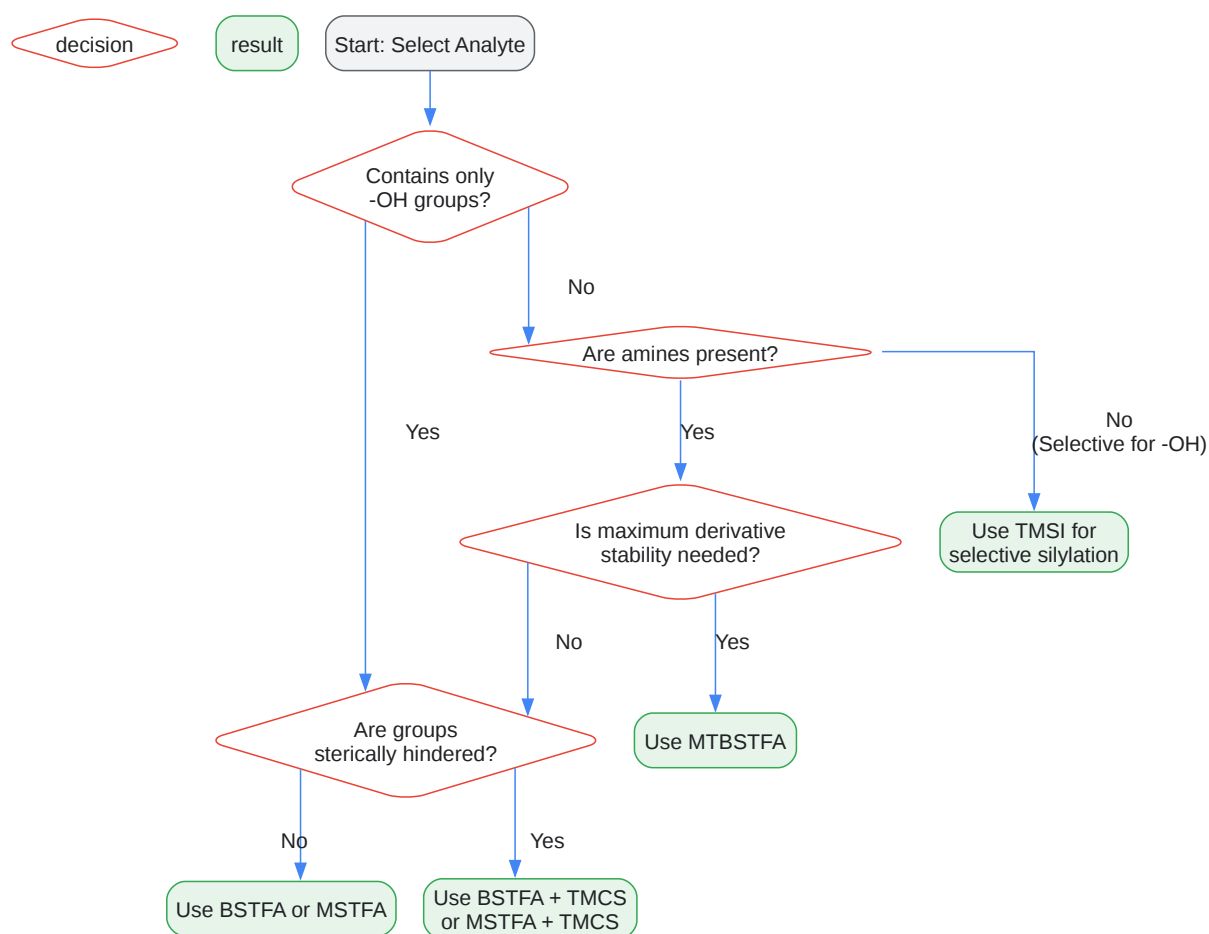 decision
result
Start: Select Analyte
Contains only
-OH groups?
No
Are amines present?
Yes
Yes
No
(Selective for -OH)
Is maximum derivative
stability needed?
Use TMSI for
selective silylation
No
Yes
Are groups
sterically hindered?
Use MTBSTFA
No
Yes
Use BSTFA or MSTFA
Use BSTFA + TMCS
or MSTFA + TMCS